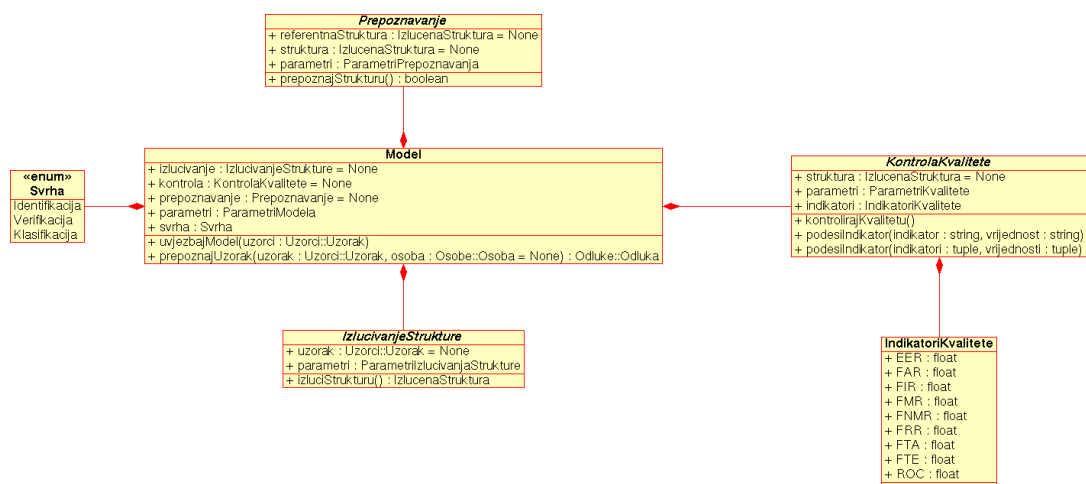 Prepoznavanje
+ referentnaStruktura : IzlucenaStruktura = None
+ struktura : IzlucenaStruktura = None
+ parametri : ParametriPrepoznavanja
+ prepoznajStrukturu() : boolean
«enum»
Svrha
Identifikacija
Verifikacija
Klasifikacija
Model
+ izlucivanje : IzlucivanjeStrukture = None
+ kontrola : KontrolaKvalitete = None
+ prepoznavanje : Prepoznavanje = None
+ parametri : ParametriModela
+ svrha : Svrha
+ uvjezbajModel(uzorci : Uzorci::Uzorak)
+ prepoznajUzorak(uzorak : Uzorci::Uzorak, osoba : Osobe::Osoba = None) : Odluke::Odluka
KontrolaKvalitete
+ struktura : IzlucenaStruktura = None
+ parametri : ParametriKvalitete
+ indikatori : IndikatoriKvalitete
+ kontrolirajKvalitetu()
+ podesiIndikator(indikator : string, vrijednost : string)
+ podesiIndikator(indikatori : tuple, vrijednosti : tuple)
IzlucivanjeStrukture
+ uzorak : Uzorci::Uzorak = None
+ parametri : ParametriIzlucivanjaStrukture
+ izluciStrukturu() : IzlucenaStruktura
IndikatoriKvalitete
+ EER : float
+ FAR : float
+ FIR : float
+ FMR : float
+ FNMR : float
+ FRR : float
+ FTA : float
+ FTE : float
+ ROC : float